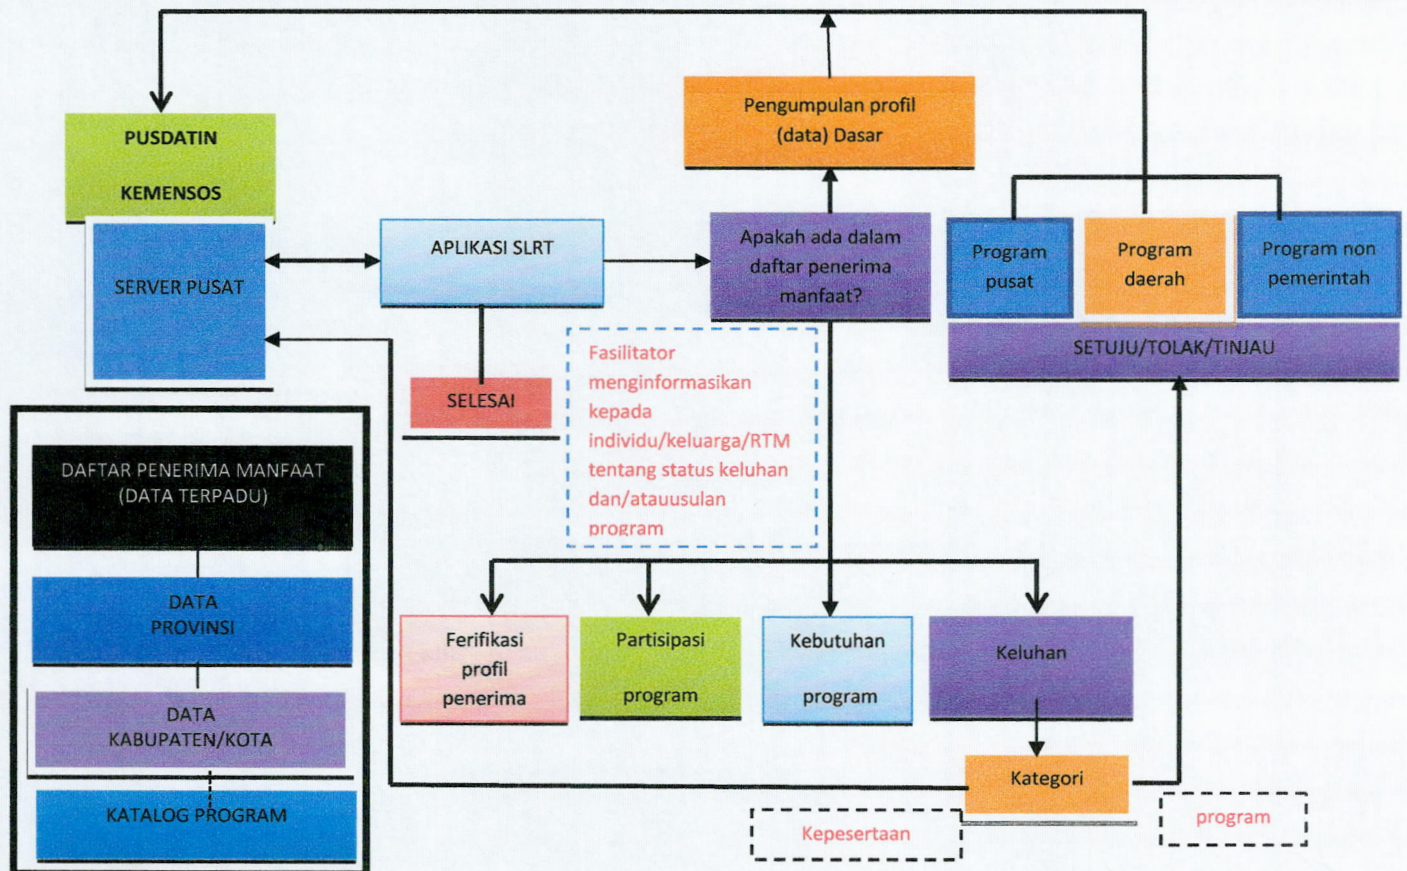 Pengumpulan profil
(data) Dasar
PUSDATIN
KEMENSOS
SERVER PUSAT
APLIKASI SLRT
Apakah ada dalam
daftar penerima
manfaat?
Program
pusat
Program
daerah
Program non
pemerintah
SETUJU/TOLAK/TINJAU
SELESAI
Fasilitator
menginformasikan
kepada
individu/keluarga/RTM
tentang status keluhan
dan/atauusulan
program
DAFTAR PENERIMA MANFAAT
(DATA TERPADU)
DATA
PROVINSI
DATA
KABUPATEN/KOTA
KATALOG PROGRAM
Ferifikasi
profil
penerima
Partisipasi
program
Kebutuhan
program
Keluhan
Kategori
Kepesertaan
program